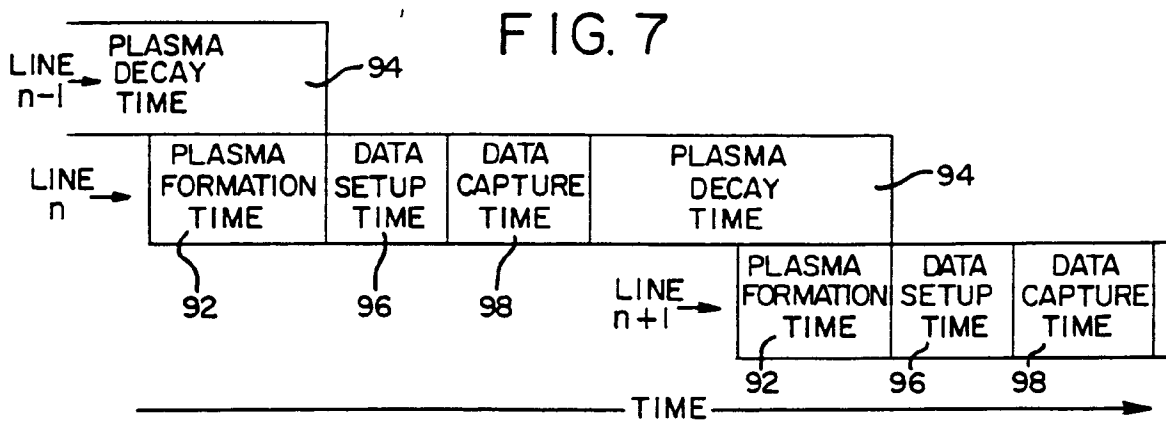 FIG. 7
LINE
n-1
PLASMA
DECAY
TIME
94
LINE
n
PLASMA
FORMATION
TIME
DATA
SETUP
TIME
DATA
CAPTURE
TIME
PLASMA
DECAY
TIME
94
92
96
98
LINE
n+1
PLASMA
FORMATION
TIME
DATA
SETUP
TIME
DATA
CAPTURE
TIME
92
96
98
TIME